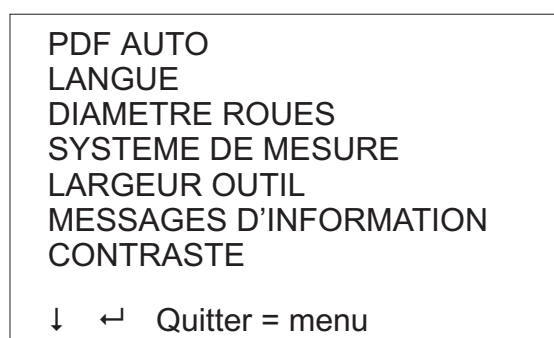 PDF AUTO
LANGUE
DIAMETRE ROUES
SYSTEME DE MESURE
LARGEUR OUTIL
MESSAGES D'INFORMATION
CONTRASTE
↓ ↵ Quitter = menu